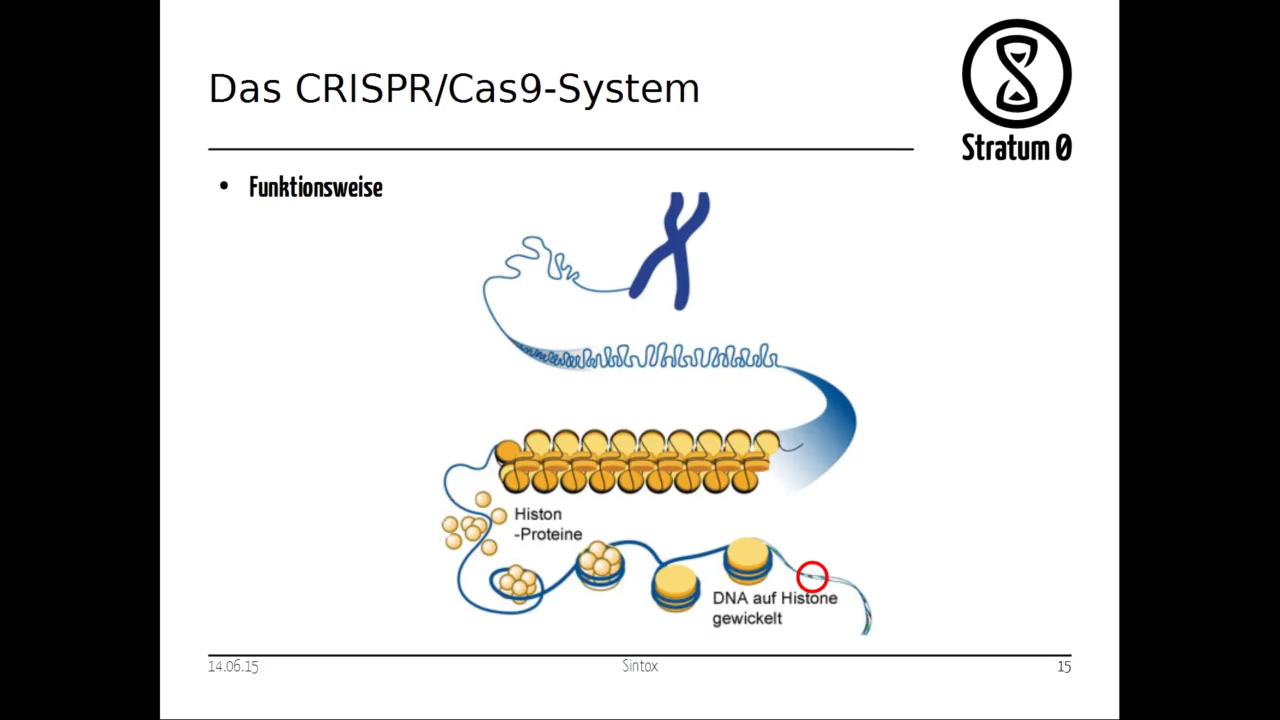 Das CRISPR/Cas9-System
Stratum 0
• Funktionsweise
Histon
-Proteine
DNA auf Histone
gewickelt
14.06.15
Sintox
15